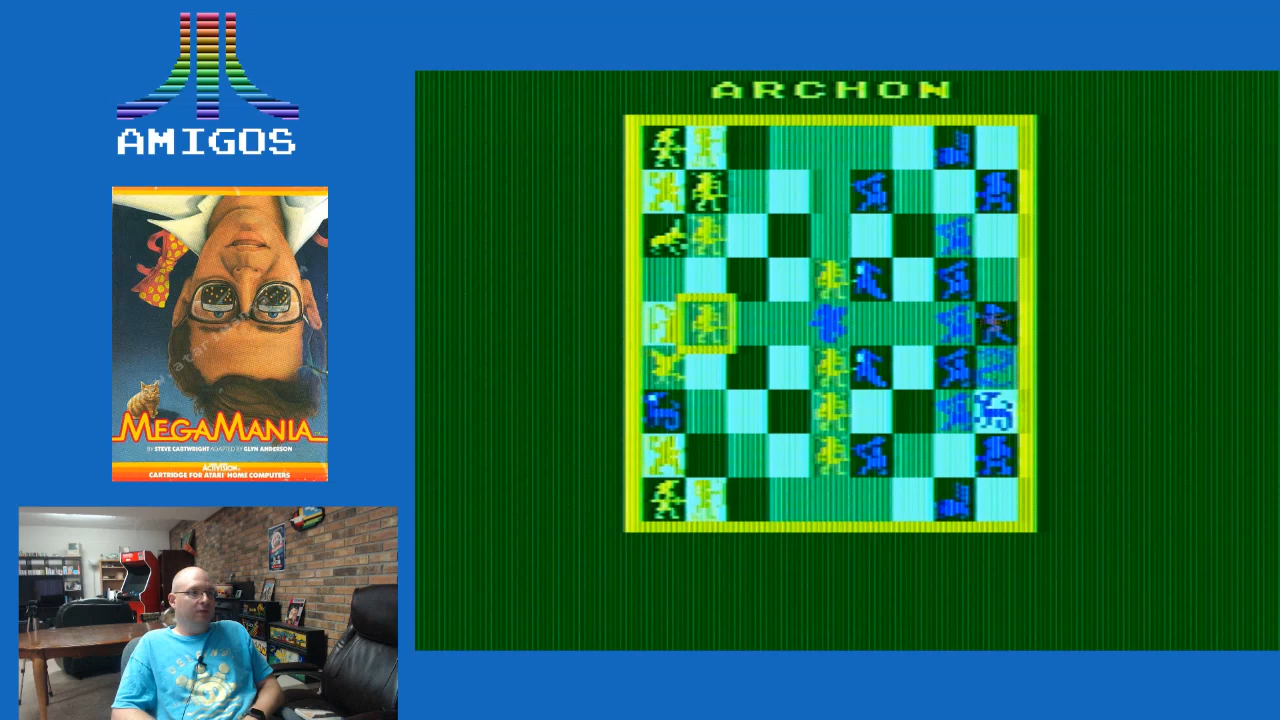 AMIGOS
ARCHON
MEGAMANIA
BY STEVE CARTWRIGHT ADAPTED BY GLYN ANDERSON
ACTIVISION
CARTRIDGE FOR ATARI HOME COMPUTERS